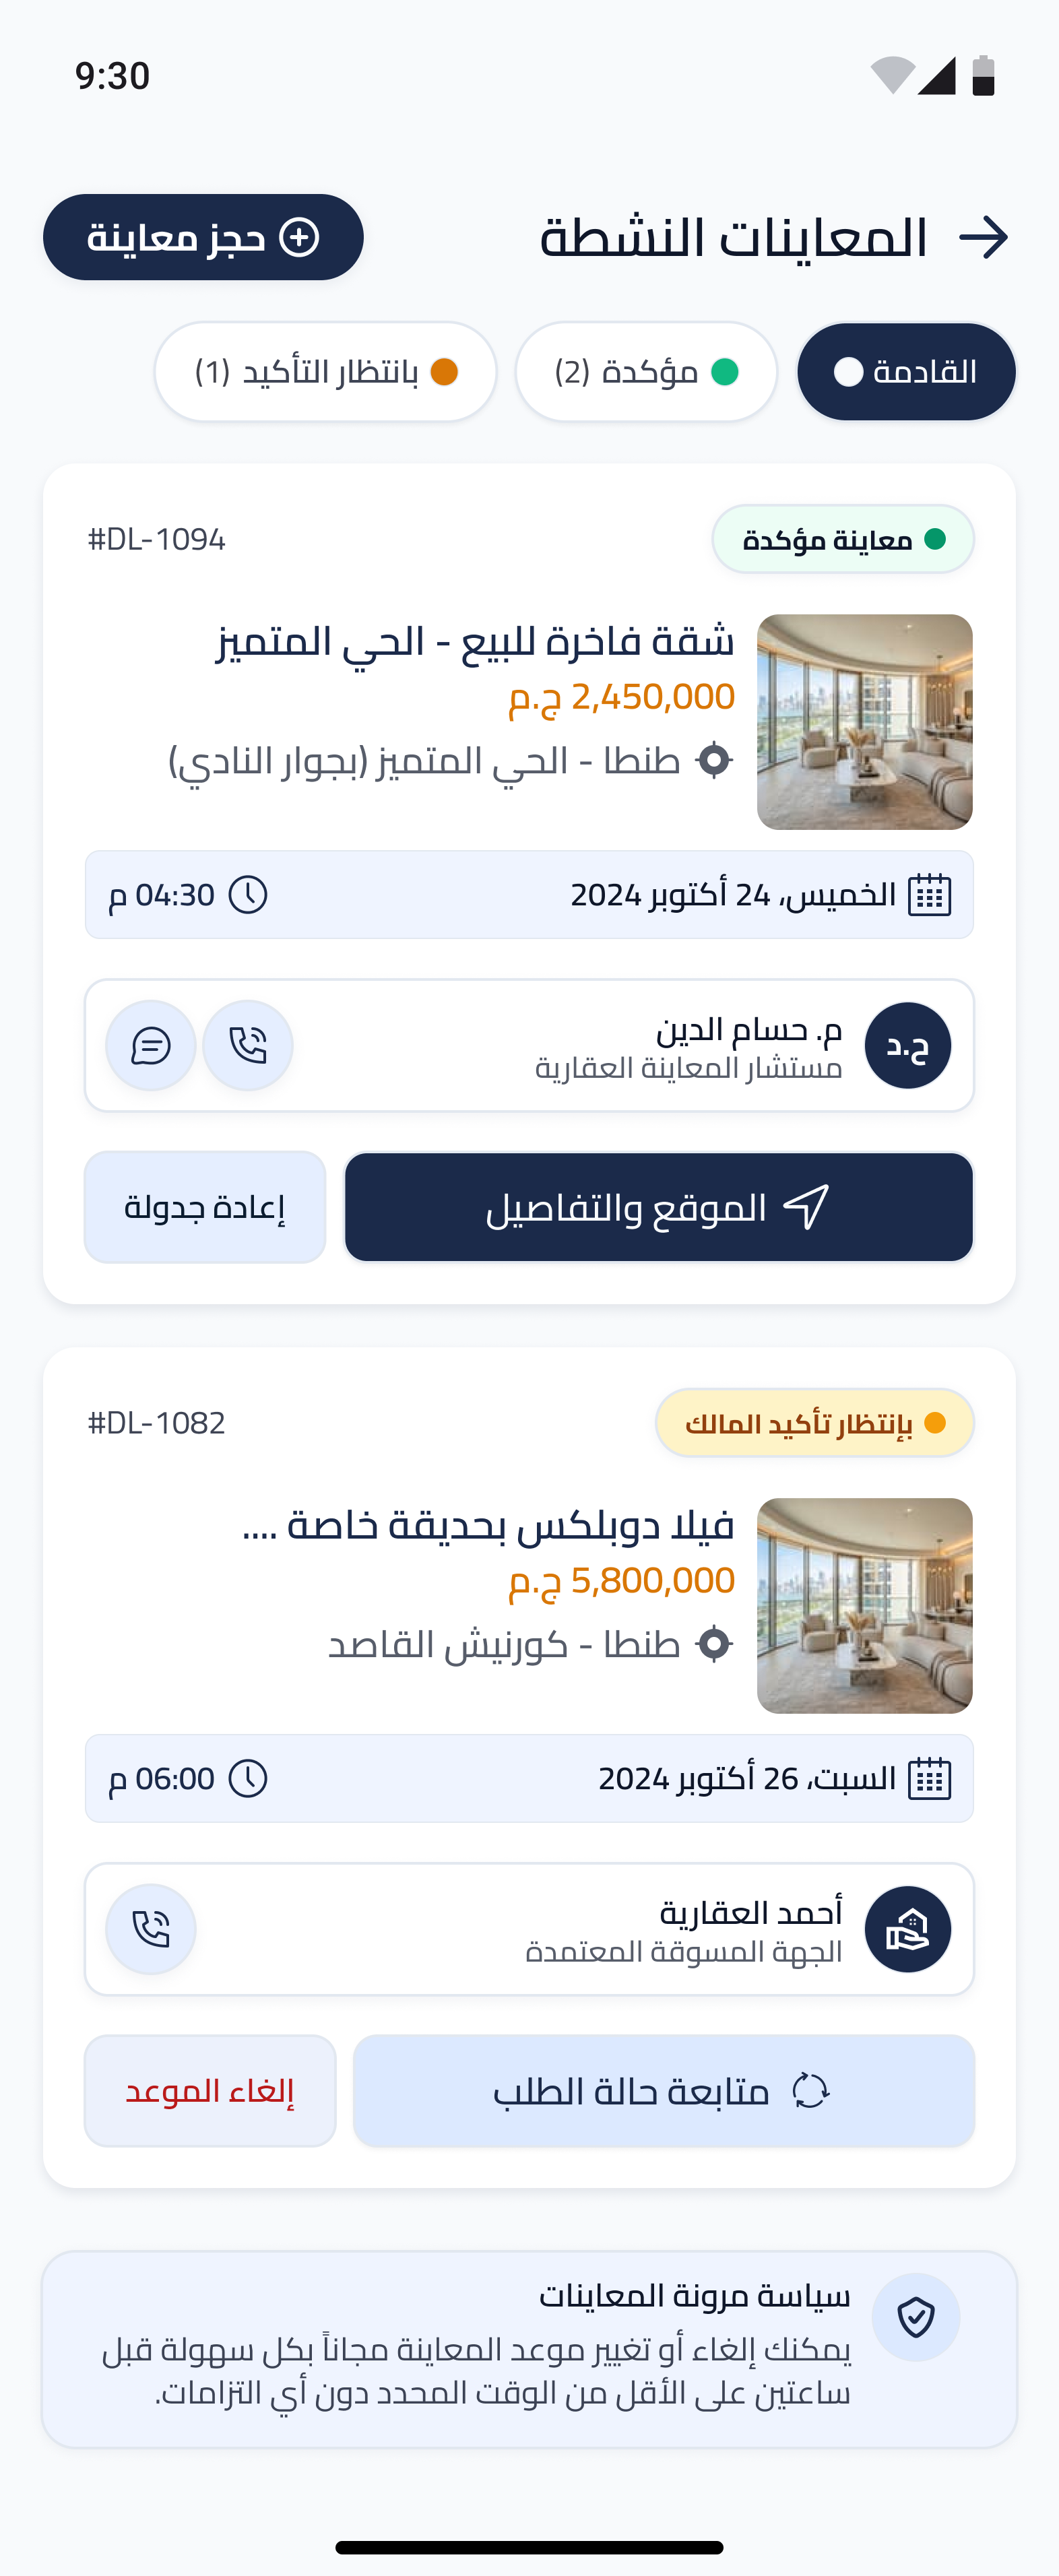 9:30
المعاينات النشطة
حجز معاينة
القادمة
مؤكدة (2)
بانتظار التأكيد (1)
معاينة مؤكدة
#DL-1094
شقة فاخرة للبيع - الحي المتميز
2,450,000 ج.م
طنطا - الحي المتميز (بجوار النادي)
الخميس، 24 أكتوبر 2024
04:30 م
ح.د
م. حسام الدين
مستشار المعاينة العقارية
الموقع والتفاصيل
إعادة جدولة
بإنتظار تأكيد المالك
#DL-1082
فيلا دوبلكس بحديقة خاصة ....
5,800,000 ج.م
طنطا - كورنيش القاصد
السبت، 26 أكتوبر 2024
06:00 م
أحمد العقارية
الجهة المسوقة المعتمدة
متابعة حالة الطلب
إلغاء الموعد
سياسة مرونة المعاينات
يمكنك إلغاء أو تغيير موعد المعاينة مجاناً بكل سهولة قبل
ساعتين على الأقل من الوقت المحدد دون أي التزامات.